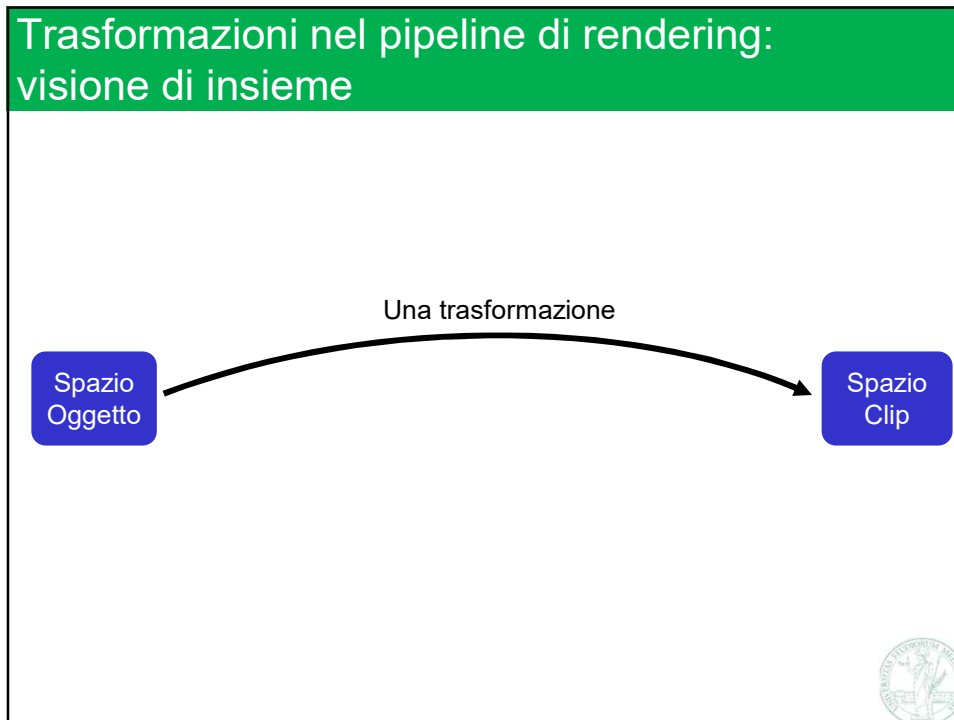 Trasformazioni nel pipeline di rendering:
visione di insieme
Una trasformazione
Spazio
Oggetto
Spazio
Clip